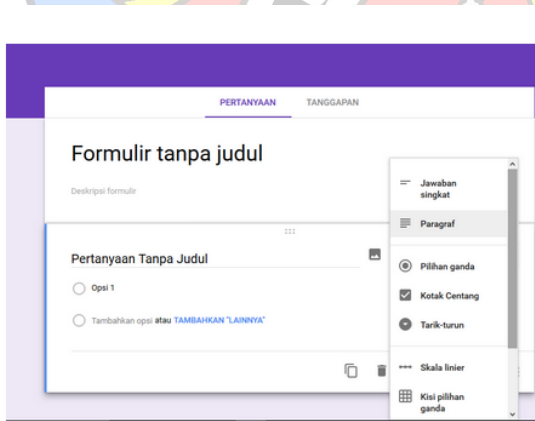 PERTANYAAN TANGGAPAN
Formulir tanpa judul
Deskripsi formulir
Pertanyaan Tanpa Judul
Opsi 1
Tambahkan opsi atau TAMBAHKAN "LAINNYA"
Jawaban
singkat
Paragraf
Pilihan ganda
Kotak Centang
Tarik-turun
Skala linier
Kisi pilihan
ganda